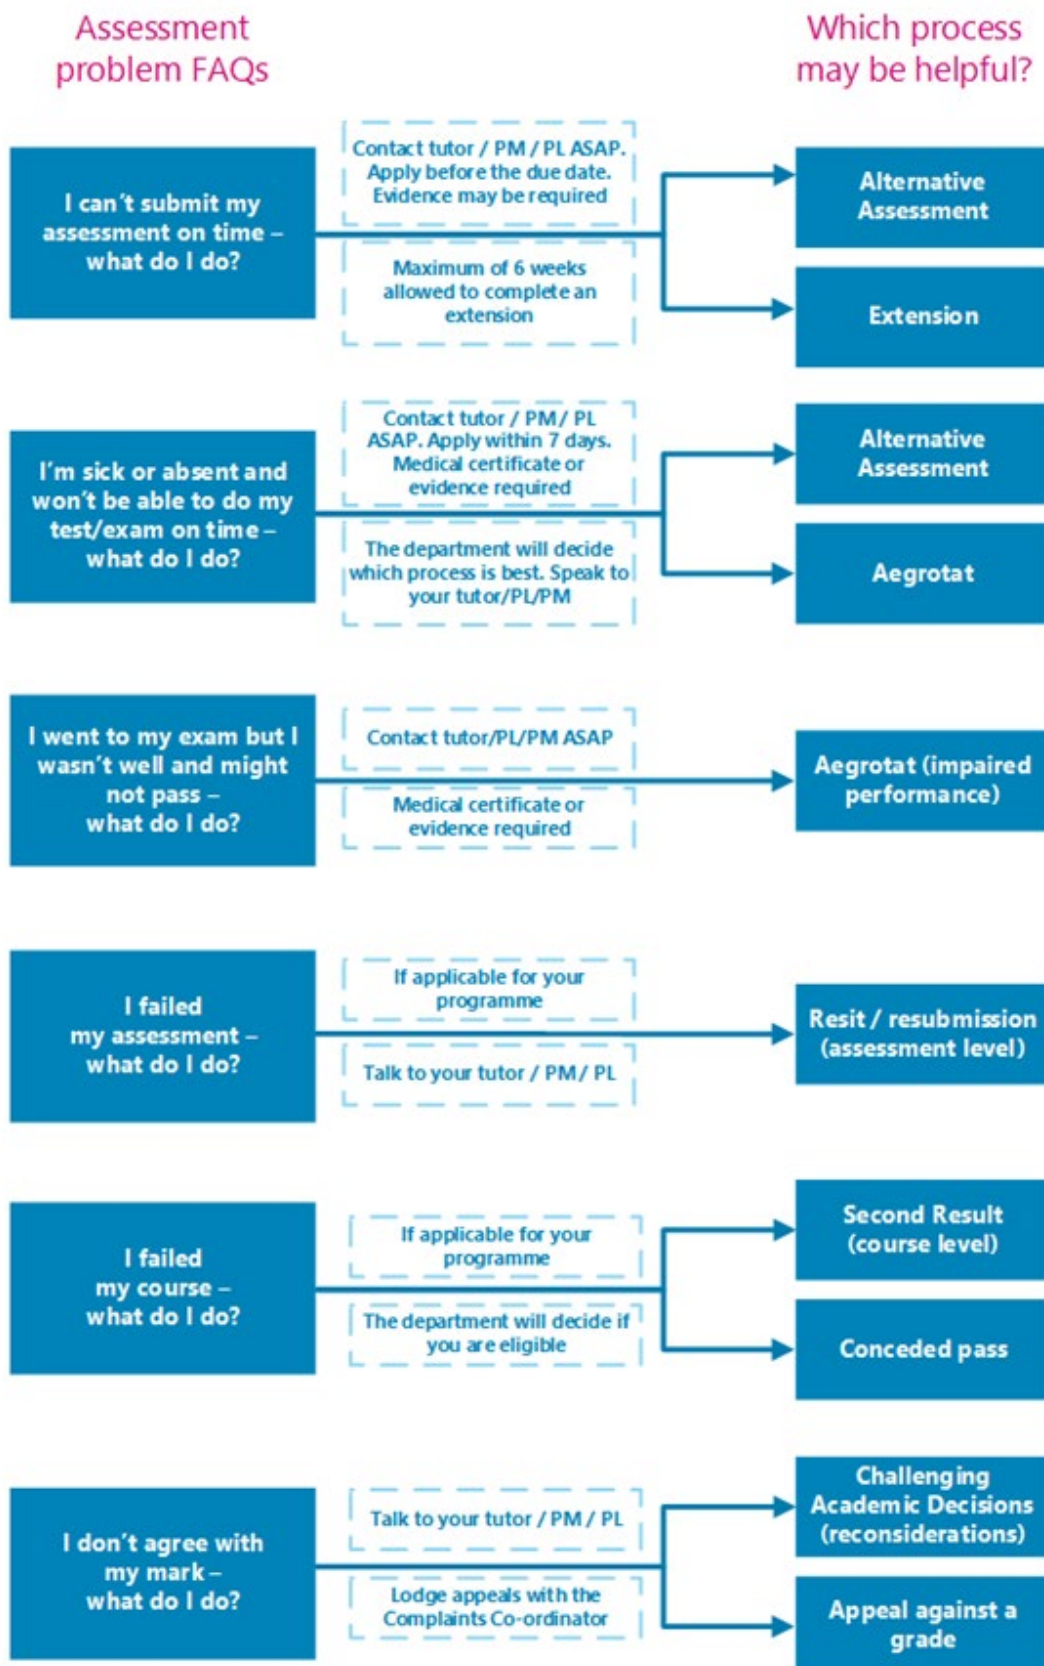 Assessment
problem FAQs
Which process
may be helpful?
I can't submit my
assessment on time –
what do I do?
Contact tutor / PM / PL ASAP.
Apply before the due date.
Evidence may be required
Maximum of 6 weeks
allowed to complete an
extension
Alternative
Assessment
Extension
I'm sick or absent and
won't be able to do my
test/exam on time –
what do I do?
Contact tutor / PM / PL
ASAP. Apply within 7 days.
Medical certificate or
evidence required
The department will decide
which process is best. Speak to
your tutor/PL/PM
Alternative
Assessment
Aegrotat
I went to my exam but I
wasn't well and might
not pass –
what do I do?
Contact tutor/PL/PM ASAP
Medical certificate or
evidence required
Aegrotat (impaired
performance)
I failed
my assessment –
what do I do?
If applicable for your
programme
Talk to your tutor / PM / PL
Resit / resubmission
(assessment level)
I failed
my course –
what do I do?
If applicable for your
programme
The department will decide if
you are eligible
Second Result
(course level)
Conceded pass
I don't agree with
my mark –
what do I do?
Talk to your tutor / PM / PL
Lodge appeals with the
Complaints Co-ordinator
Challenging
Academic Decisions
(reconsiderations)
Appeal against a
grade